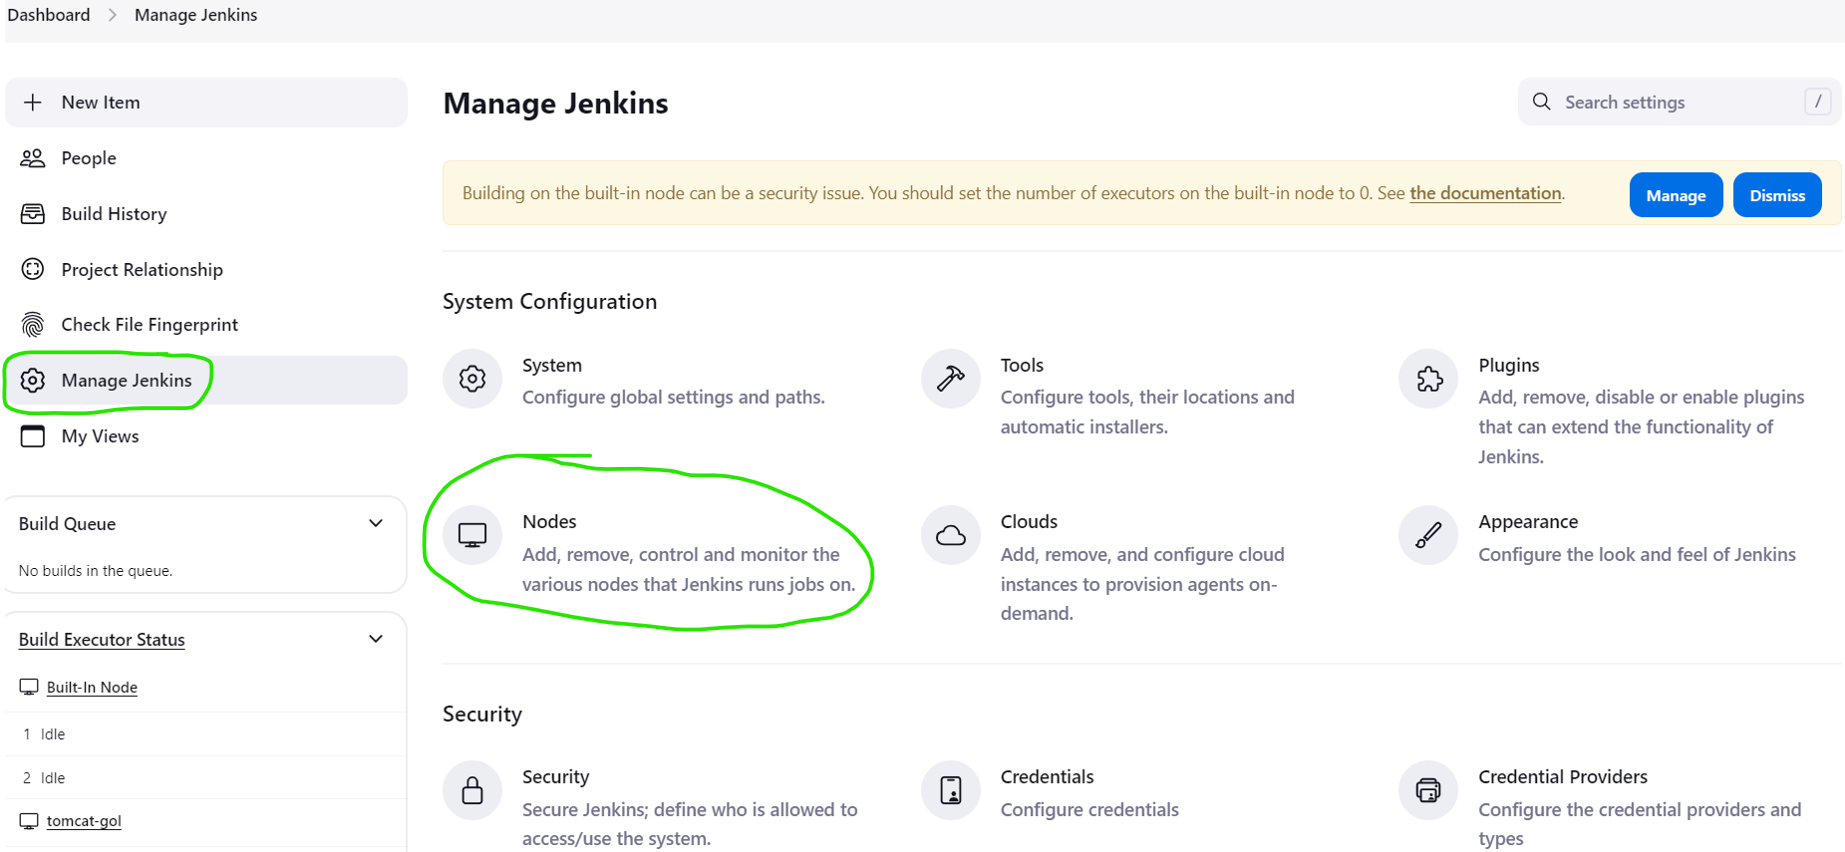 Dashboard > Manage Jenkins
New Item
People
Build History
Project Relationship
Check File Fingerprint
Manage Jenkins
My Views
Build Queue
No builds in the queue.
Build Executor Status
Built-In Node
1 Idle
2 Idle
tomcat-gol
Manage Jenkins
Search settings /
Building on the built-in node can be a security issue. You should set the number of executors on the built-in node to 0. See the documentation.
Manage
Dismiss
System Configuration
System
Configure global settings and paths.
Tools
Configure tools, their locations and
automatic installers.
Plugins
Add, remove, disable or enable plugins
that can extend the functionality of
Jenkins.
Nodes
Add, remove, control and monitor the
various nodes that Jenkins runs jobs on.
Clouds
Add, remove, and configure cloud
instances to provision agents on-
demand.
Appearance
Configure the look and feel of Jenkins
Security
Security
Secure Jenkins; define who is allowed to
access/use the system.
Credentials
Configure credentials
Credential Providers
Configure the credential providers and
types